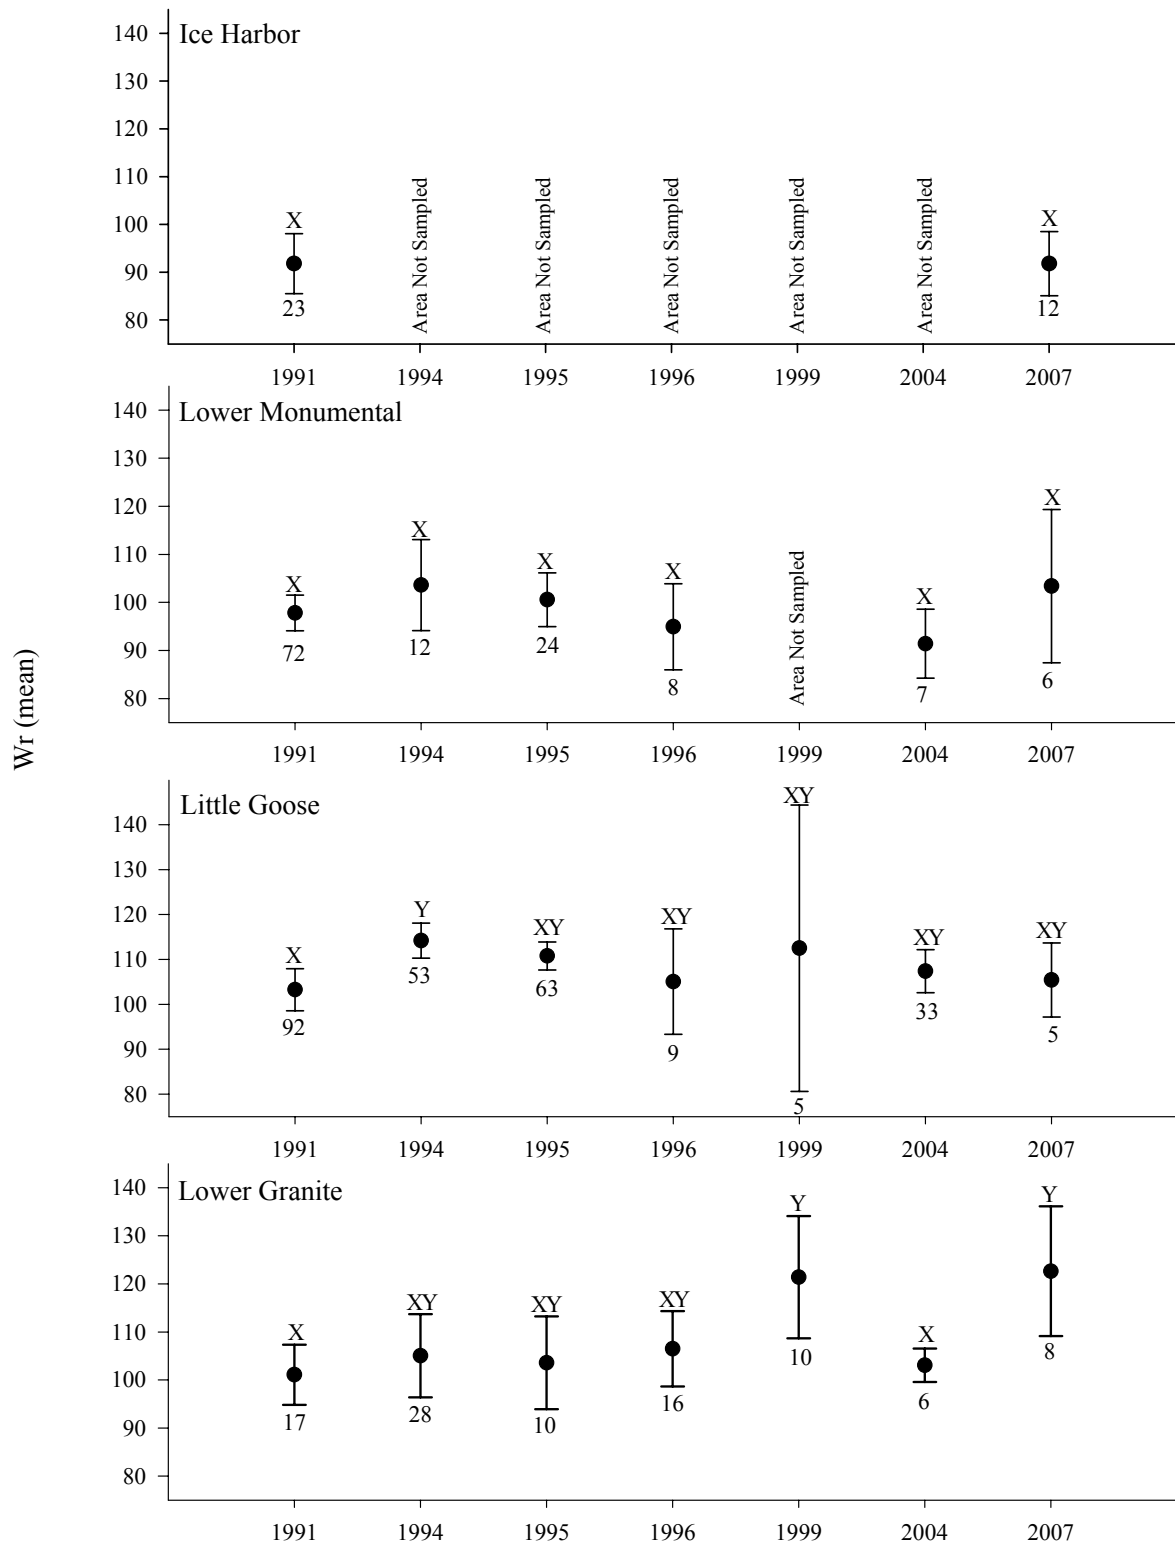 Wr (mean)
Ice Harbor
140
130
120
110
100
90
80
X
23
Area Not Sampled
Area Not Sampled
Area Not Sampled
Area Not Sampled
Area Not Sampled
X
12
1991 1994 1995 1996 1999 2004 2007
Lower Monumental
140
130
120
110
100
90
80
X
72
X
12
X
24
X
8
Area Not Sampled
X
7
X
6
1991 1994 1995 1996 1999 2004 2007
Little Goose
140
130
120
110
100
90
80
X
92
Y
53
XY
63
XY
9
XY
5
XY
33
XY
5
1991 1994 1995 1996 1999 2004 2007
Lower Granite
140
130
120
110
100
90
80
X
17
XY
28
XY
10
XY
16
Y
10
X
6
Y
8
1991 1994 1995 1996 1999 2004 2007